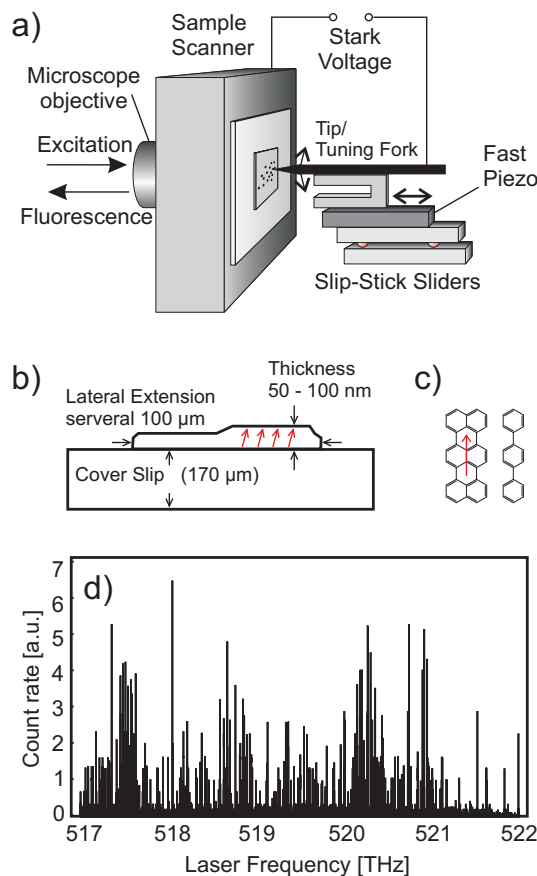 a)
Sample
Scanner
Stark
Voltage
Microscope
objective
Excitation
Fluorescence
Tip/
Tuning Fork
Fast
Piezo
Slip-Stick Sliders
b)
Lateral Extension
serveral 100 µm
Thickness
50 - 100 nm
Cover Slip (170 µm)
c)
d)
Count rate [a.u.]
7
6
5
4
3
2
1
0
517 518 519 520 521 522
Laser Frequency [THz]